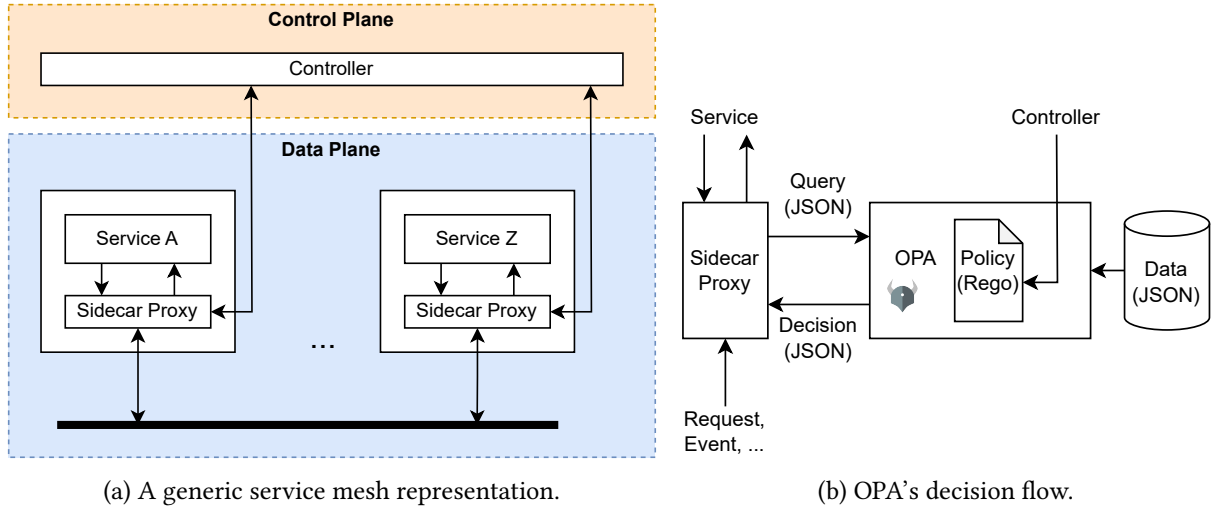 Control Plane
Controller
Data Plane
Service A
Sidecar Proxy
...
Service Z
Sidecar Proxy
(a) A generic service mesh representation.
Service
Controller
Query
(JSON)
Sidecar
Proxy
OPA
Policy
(Rego)
Data
(JSON)
Decision
(JSON)
Request,
Event, ...
(b) OPA's decision flow.